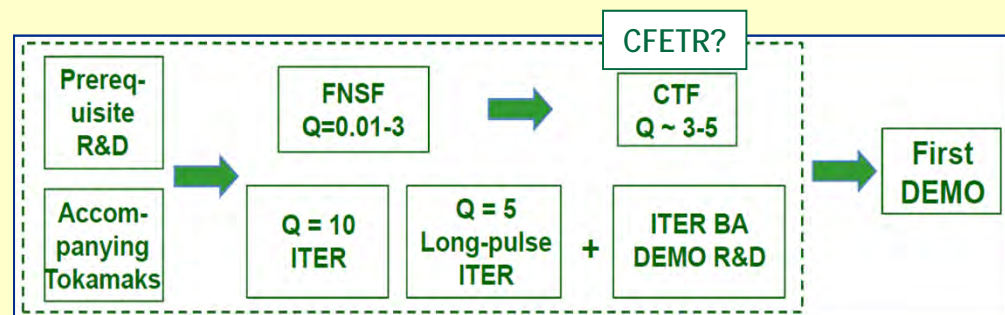 CFETR?
Prereq-
uisite
R&D
FNSF
Q=0.01-3
CTF
Q ~ 3-5
First
DEMO
Accom-
panying
Tokamaks
Q = 10
ITER
Q = 5
Long-pulse
ITER
+
ITER BA
DEMO R&D